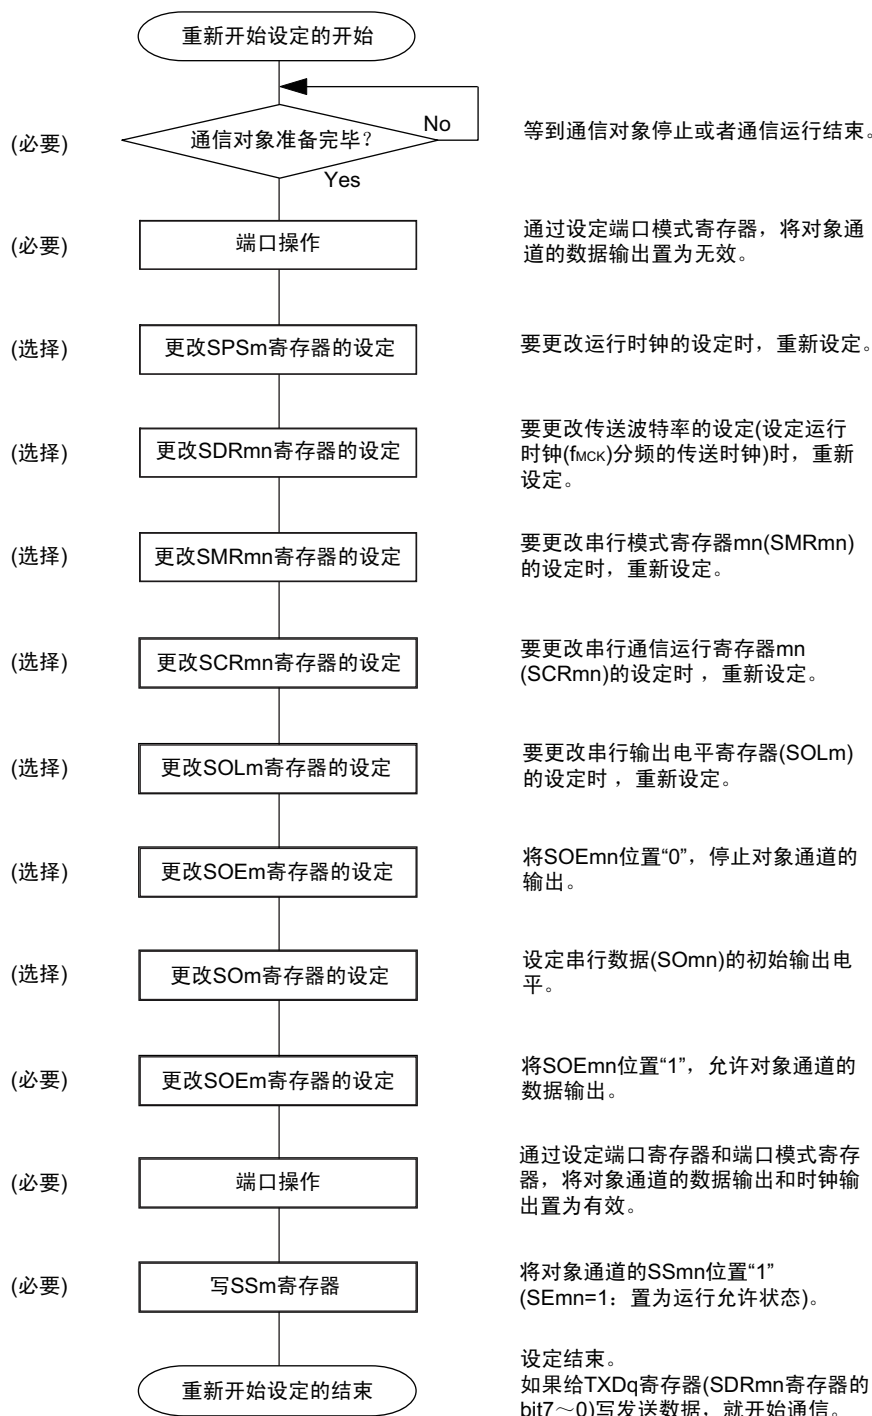 重新开始设定的开始
(必要)
通信对象准备完毕？
No
Yes
等到通信对象停止或者通信运行结束。
(必要)
端口操作
通过设定端口模式寄存器，将对象通
道的数据输出置为无效。
(选择)
更改SPSm寄存器的设定
要更改运行时钟的设定时，重新设定。
(选择)
更改SDRmn寄存器的设定
要更改传送波特率的设定(设定运行
时钟(fMCK)分频的传送时钟)时，重新
设定。
(选择)
更改SMRmn寄存器的设定
要更改串行模式寄存器mn(SMRmn)
的设定时，重新设定。
(选择)
更改SCRmn寄存器的设定
要更改串行通信运行寄存器mn
(SCRmn)的设定时，重新设定。
(选择)
更改SOLm寄存器的设定
要更改串行输出电平寄存器(SOLm)
的设定时，重新设定。
(选择)
更改SOEm寄存器的设定
将SOEmn位置“0”，停止对象通道的
输出。
(选择)
更改SOm寄存器的设定
设定串行数据(SOmn)的初始输出电
平。
(必要)
更改SOEm寄存器的设定
将SOEmn位置“1”，允许对象通道的
数据输出。
(必要)
端口操作
通过设定端口寄存器和端口模式寄存
器，将对象通道的数据输出和时钟输
出置为有效。
(必要)
写SSm寄存器
将对象通道的SSmn位置“1”
(SEmn=1：置为运行允许状态)。
重新开始设定的结束
设定结束。
如果给TXDq寄存器(SDRmn寄存器的
bit7～0)写发送数据，就开始通信。